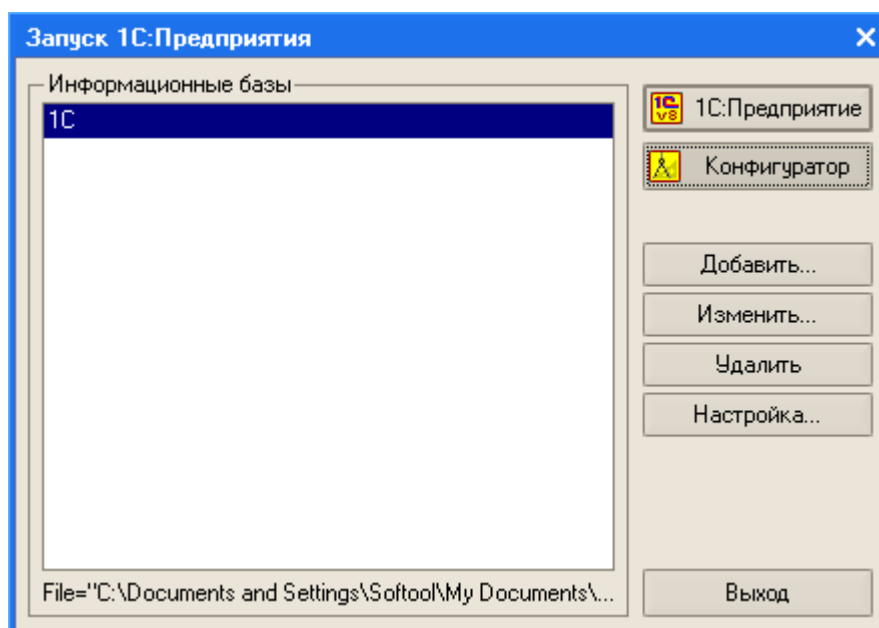 Запуск 1С:Предприятия
Информационные базы
1С
File="C:\Documents and Settings\Softool\My Documents\...
1С:Предприятие
Конфигуратор
Добавить...
Изменить...
Удалить
Настройка...
Выход